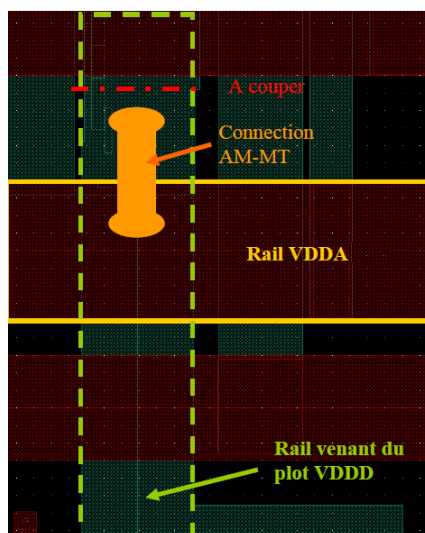 A couper
Connection
AM-MT
Rail VDDA
Rail venant du
plot VDDD